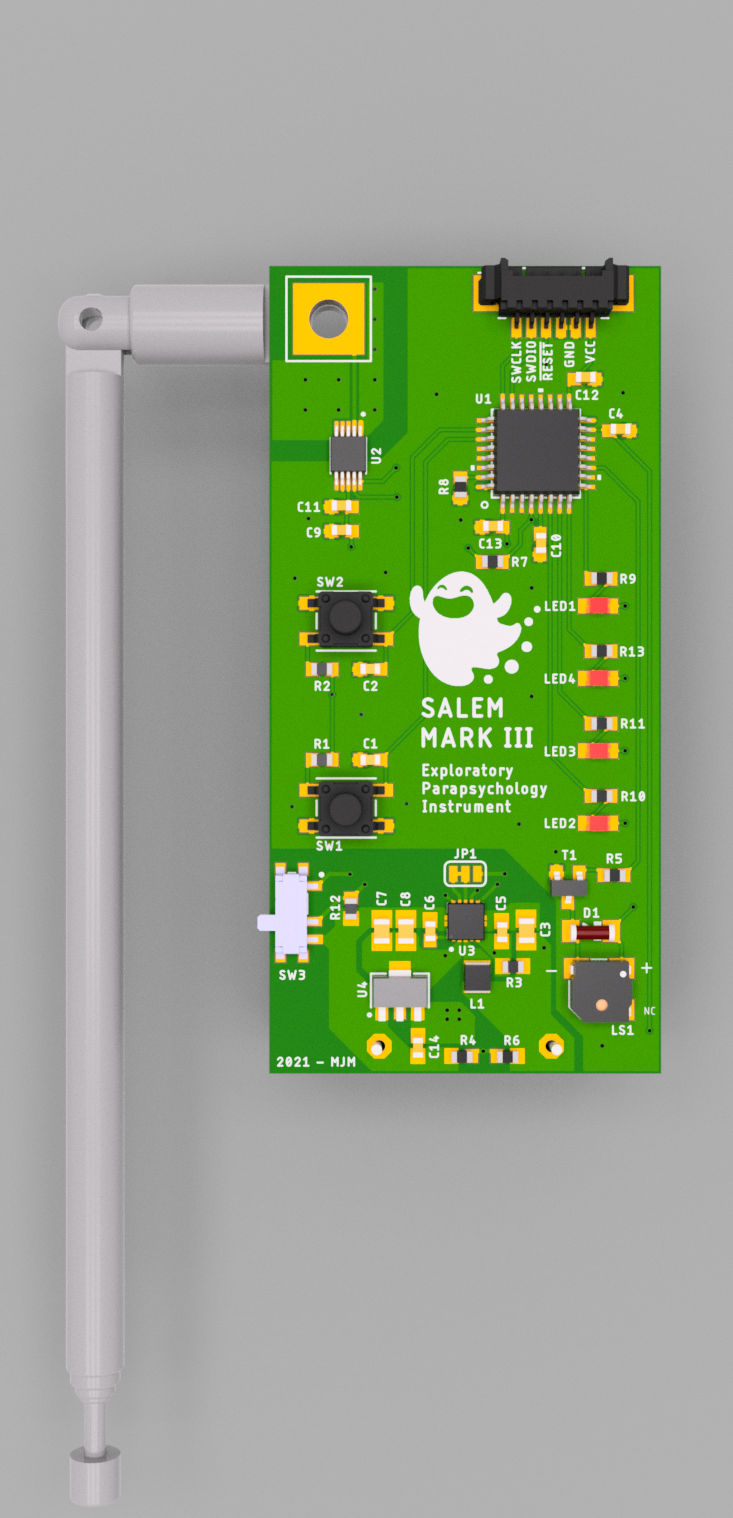 SWCLK
SWDIO
RESET
GND
VCC
C12
U1
C4
U2
R8
C11
C9
C13
C10
R7
SW2
R9
LED1
R13
LED4
R2
C2
SALEM
MARK III
R11
R1
C1
LED3
Exploratory
Parapsychology
Instrument
R10
LED2
SW1
JP1
T1
R5
R12
C7
C8
C6
C5
C3
D1
U3
SW3
U4
L1
R3
–
+
NC
LS1
C14
R4
R6
2021 – MJM